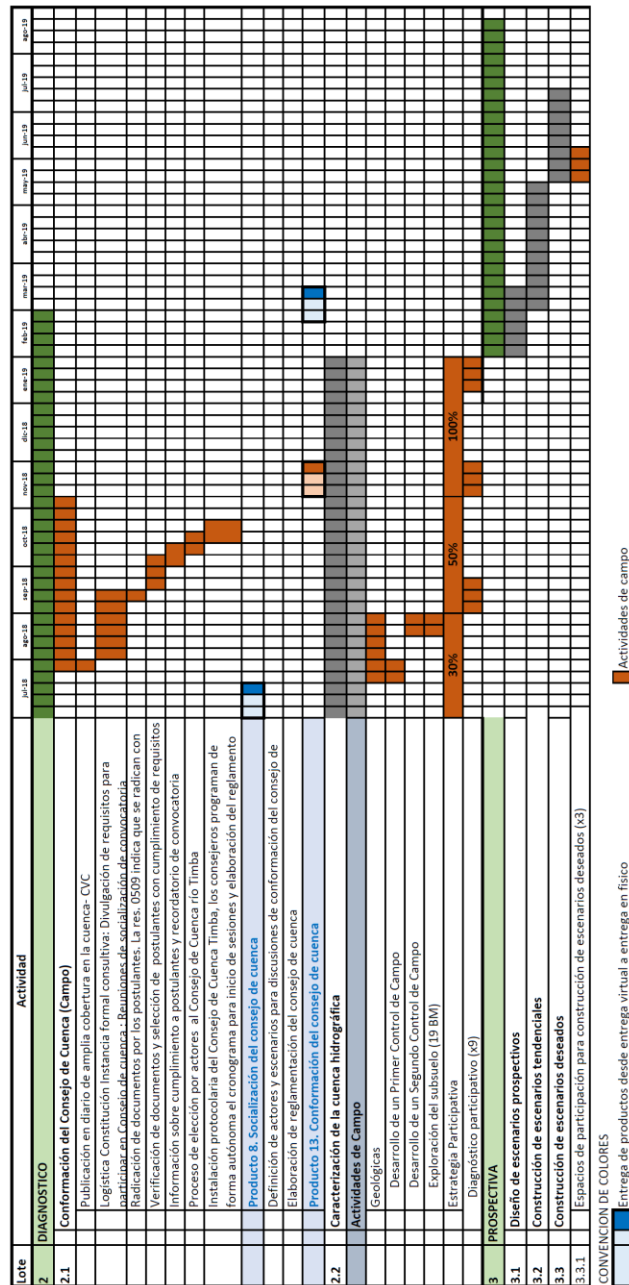 Lote Actividad jul-18 ago-18 sep-18 oct-18 nov-18 dic-18 ene-19 feb-19 mar-19 abr-19 may-19 jun-19 jul-19 ago-19
2 DIAGNOSTICO
2.1 Conformación del Consejo de Cuenca (Campo)
Publicación en diario de amplia cobertura en la cuenca- CVC
Logística Constitución Instancia formal consultiva: Divulgación de requisitos para
participar en Consejo de cuenca : Reuniones de socialización de convocatoria
Radicación de documentos por los postulantes. La res. 0509 indica que se radican con
Verificación de documentos y selección de postulantes con cumplimiento de requisitos
Información sobre cumplimiento a postulantes y recordatorio de convocatoria
Proceso de elección por actores al Consejo de Cuenca río Timba
Instalación protocolaria del Consejo de Cuenca Timba, los consejeros programan de
forma autónoma el cronograma para inicio de sesiones y elaboración del reglamento
Producto 8. Socialización del consejo de cuenca
Definición de actores y escenarios para discusiones de conformación del consejo de
Elaboración de reglamentación del consejo de cuenca
Producto 13. Conformación del consejo de cuenca
2.2 Caracterización de la cuenca hidrográfica
Actividades de Campo
Geológicas
Desarrollo de un Primer Control de Campo
Desarrollo de un Segundo Control de Campo
Exploración del subsuelo (19 BM)
Estrategia Participativa 30% 50% 100%
Diagnóstico participativo (x9)
3 PROSPECTIVA
3.1 Diseño de escenarios prospectivos
3.2 Construcción de escenarios tendenciales
3.3 Construcción de escenarios deseados
3.3.1 Espacios de participación para construcción de escenarios deseados (x3)
CONVENCION DE COLORES
Entrega de productos desde entrega virtual a entrega en físico
Actividades de campo